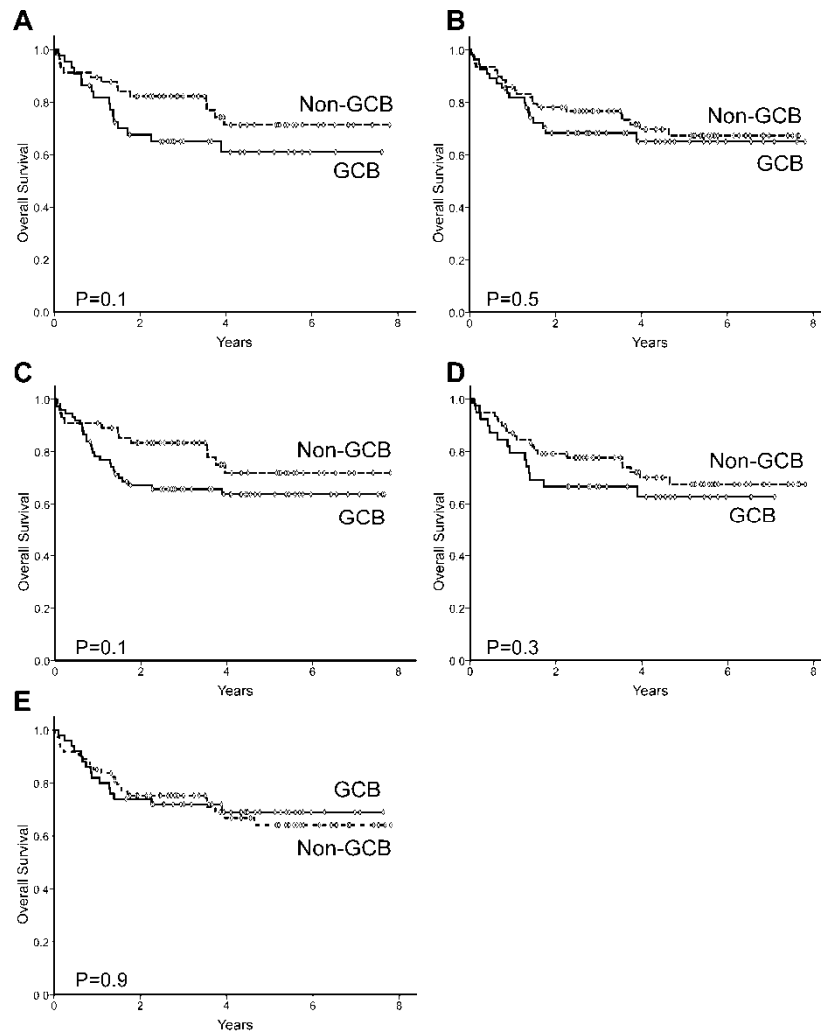 A
Overall Survival
1.0
0.8
0.6
0.4
0.2
0.0
Non-GCB
GCB
P=0.1
0 2 4 6 8
Years
B
Overall Survival
1.0
0.8
0.6
0.4
0.2
0.0
Non-GCB
GCB
P=0.5
0 2 4 6 8
Years
C
Overall Survival
1.0
0.8
0.6
0.4
0.2
0.0
Non-GCB
GCB
P=0.1
0 2 4 6 8
Years
D
Overall Survival
1.0
0.8
0.6
0.4
0.2
0.0
Non-GCB
GCB
P=0.3
0 2 4 6 8
Years
E
Overall Survival
1.0
0.8
0.6
0.4
0.2
0.0
GCB
Non-GCB
P=0.9
0 2 4 6 8
Years